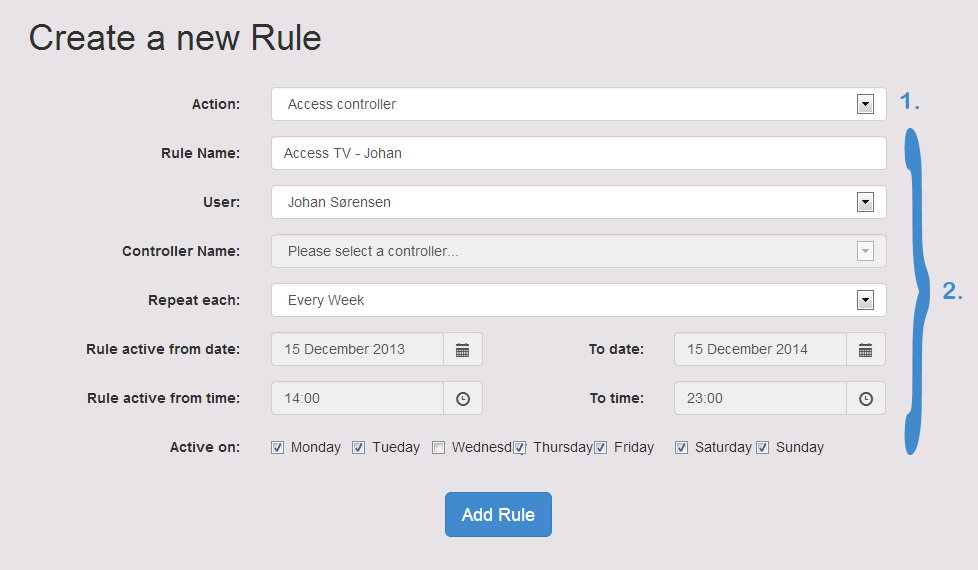 Create a new Rule
Action: Access controller 1.
Rule Name: Access TV - Johan
User: Johan Sørensen
Controller Name: Please select a controller...
Repeat each: Every Week 2.
Rule active from date: 15 December 2013 To date: 15 December 2014
Rule active from time: 14:00 To time: 23:00
Active on: Monday Tueday Wednesd Thursday Friday Saturday Sunday
Add Rule